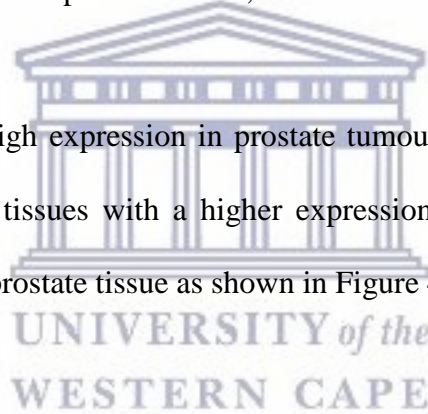 igh expression in prostate tumou
tissues with a higher expression
prostate tissue as shown in Figure
UNIVERSITY of the
WESTERN CAPE